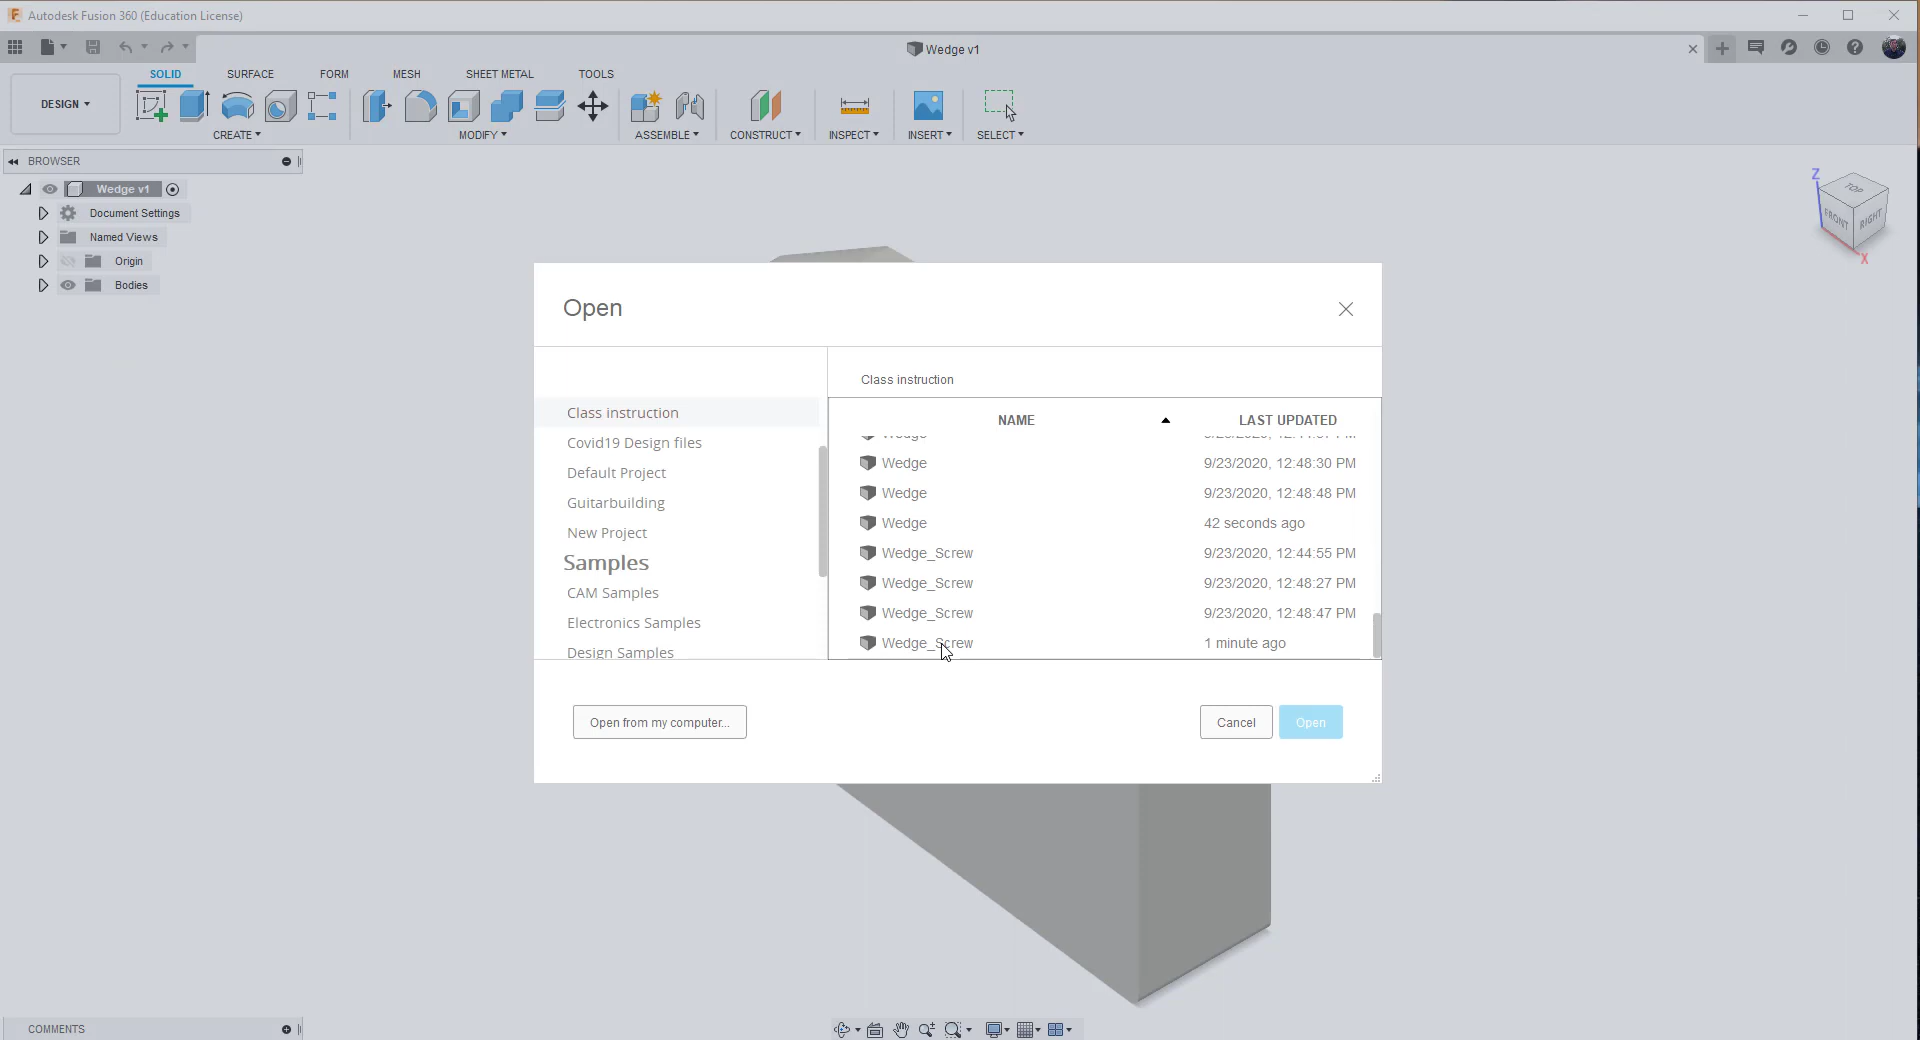 Autodesk Fusion 360 (Education License)
Wedge v1
SOLID SURFACE FORM MESH SHEET METAL TOOLS
DESIGN
CREATE MODIFY ASSEMBLE CONSTRUCT INSPECT INSERT SELECT
BROWSER
Wedge v1
Document Settings
Named Views
Origin
Bodies
Z
TOP
FRONT
RIGHT
X
Open
Class instruction
Class instruction
Covid19 Design files
Default Project
Guitarbuilding
New Project
Samples
CAM Samples
Electronics Samples
Design Samples
NAME LAST UPDATED
Wedge
Wedge 9/23/2020, 12:48:30 PM
Wedge 9/23/2020, 12:48:48 PM
Wedge 42 seconds ago
Wedge_Screw 9/23/2020, 12:44:55 PM
Wedge_Screw 9/23/2020, 12:48:27 PM
Wedge_Screw 9/23/2020, 12:48:47 PM
Wedge_Screw 1 minute ago
Open from my computer...
Cancel
Open
COMMENTS